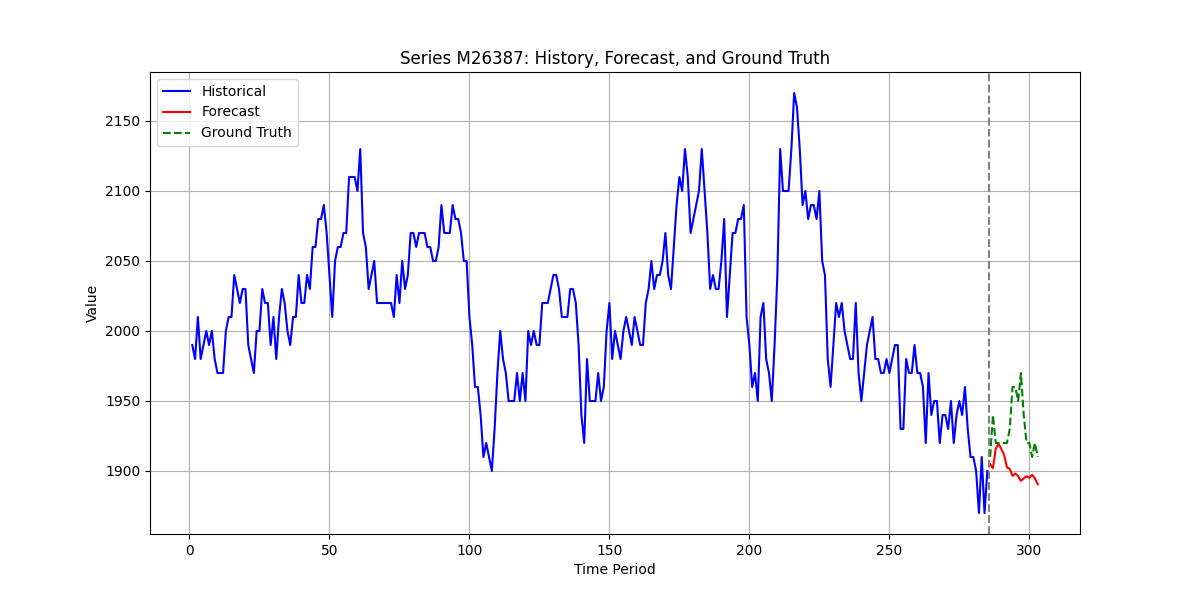 Series M26387: History, Forecast, and Ground Truth
Historical
Forecast
Ground Truth
2150
2100
2050
2000
1950
1900
Value
0 50 100 150 200 250 300
Time Period